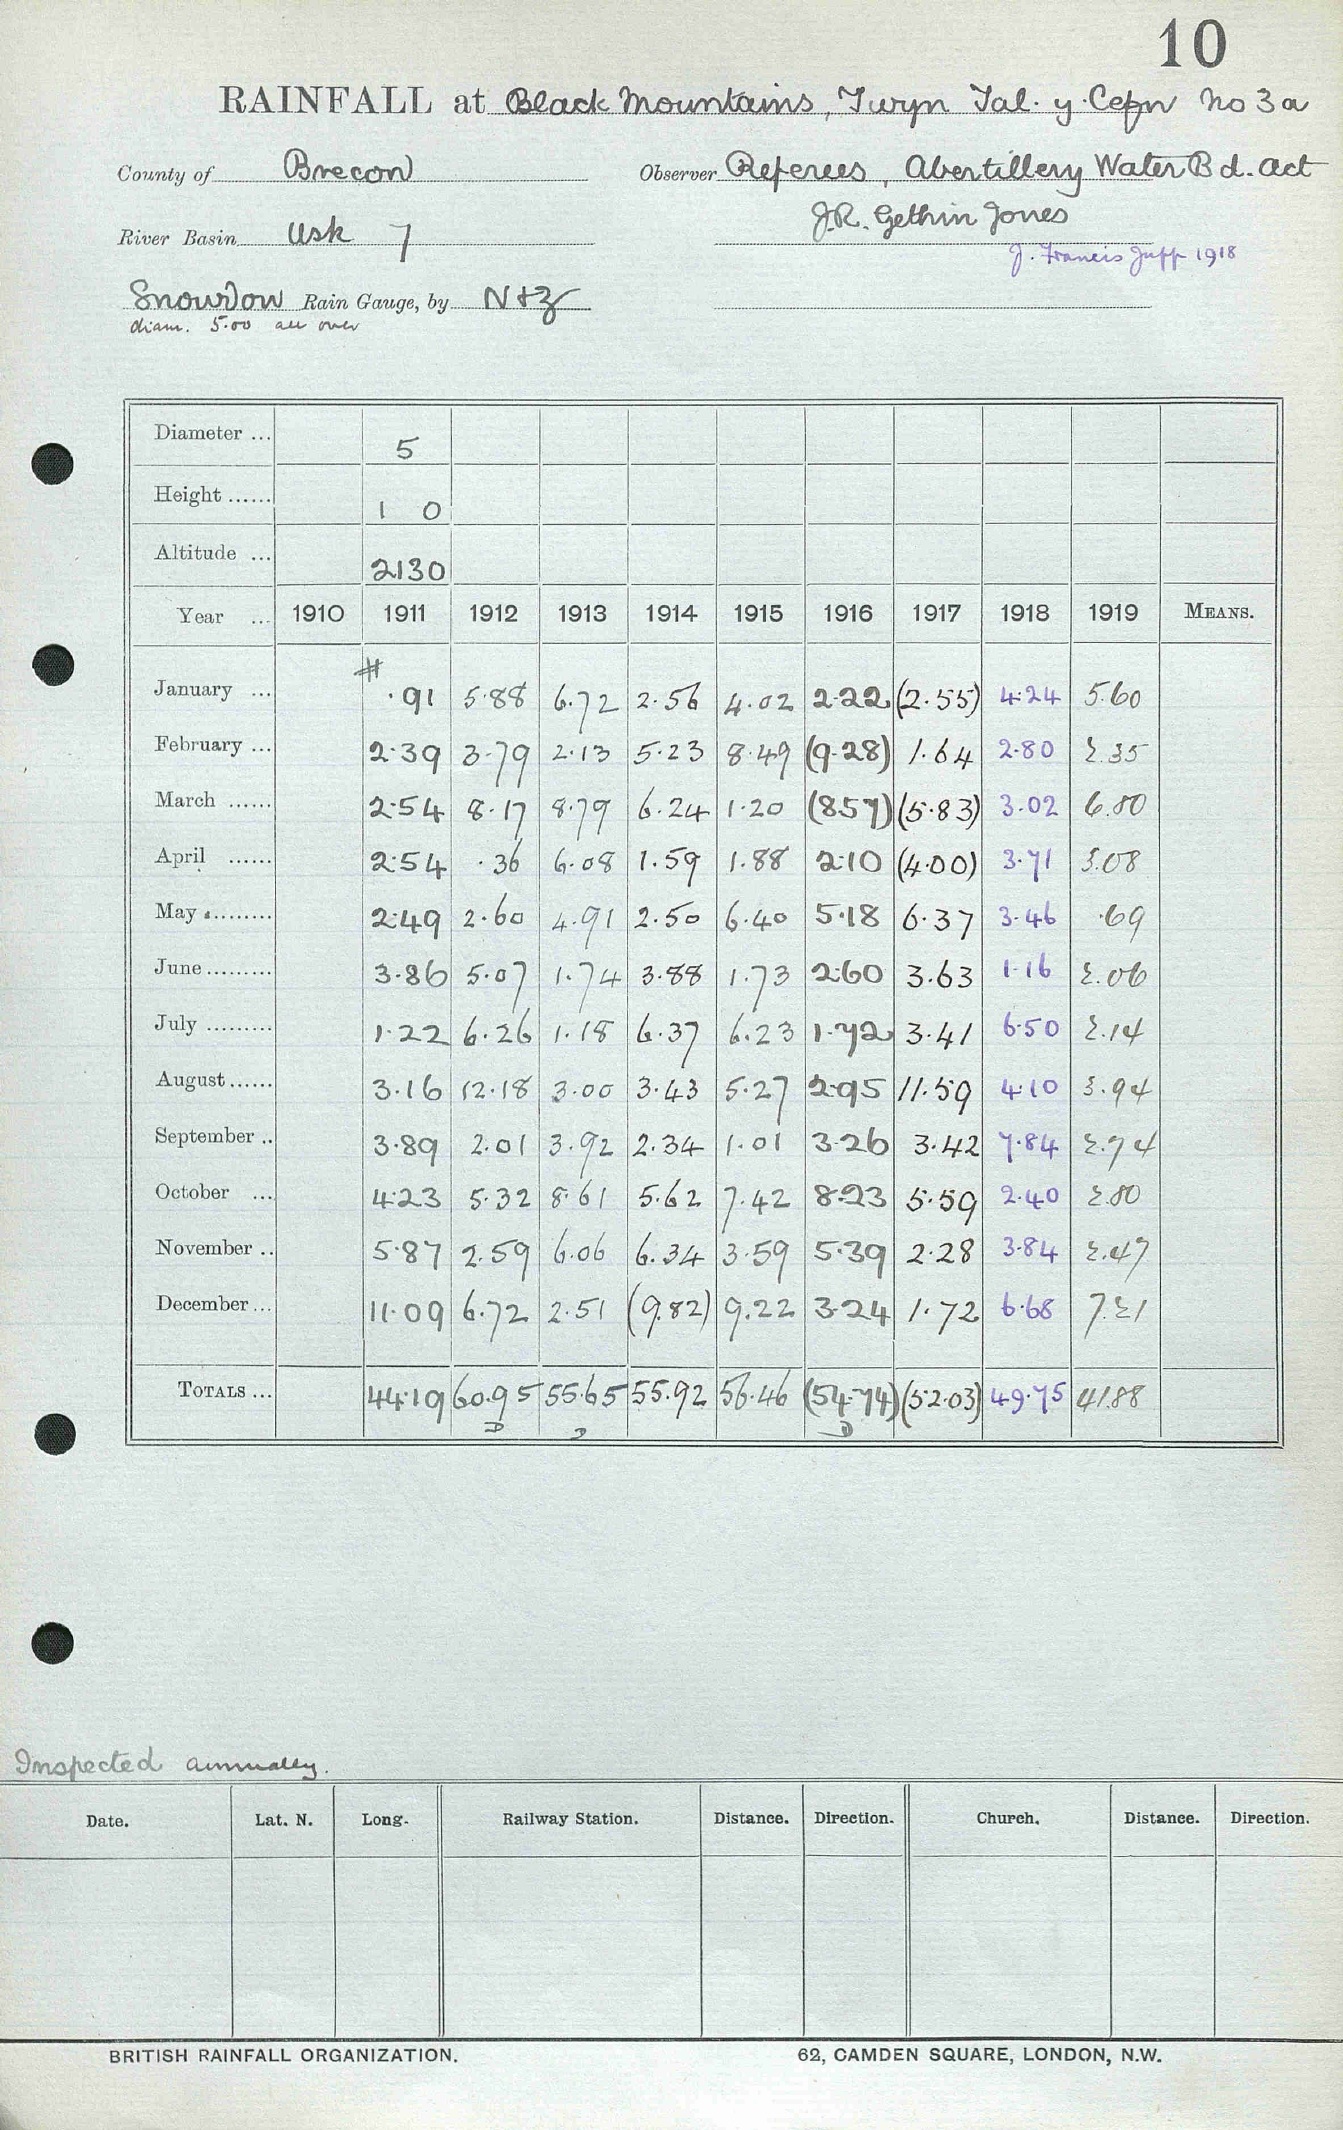 10
RAINFALL at Black Mountains, Twyn Tal-y-Cefn No 3a
County of Brecon Observer Referees, Abertillery Water Bd. Act
J.R. Gethin Jones
River Basin Usk 7
J. Francis Jupp 1918
Snowdon Rain Gauge, by N & Z
diam. 5.00 all over
Diameter ... 5
Height ...... 1 0
Altitude ... 2130
Year ... 1910 1911 1912 1913 1914 1915 1916 1917 1918 1919 MEANS.
#
January ... .91 5.88 6.72 2.56 4.02 2.22 (2.55) 4.24 5.60
February ... 2.39 3.79 2.13 5.23 8.49 (9.28) 1.64 2.80 2.35
March ...... 2.54 8.17 8.79 6.24 1.20 (8.57) (5.83) 3.02 6.80
April ...... 2.54 .36 6.08 1.59 1.88 2.10 (4.00) 3.71 3.08
May ......... 2.49 2.60 4.91 2.50 6.40 5.18 6.37 3.46 .69
June ......... 3.86 5.07 1.74 3.88 1.73 2.60 3.63 1.16 2.06
July ......... 1.22 6.26 1.18 6.37 6.23 1.72 3.41 6.50 2.14
August ...... 3.16 12.18 3.00 3.43 5.27 2.95 11.59 4.10 3.94
September .. 3.89 2.01 3.92 2.34 1.01 3.26 3.42 7.84 2.74
October ... 4.23 5.32 8.61 5.62 7.42 8.23 5.59 2.40 2.80
November .. 5.87 2.59 6.06 6.34 3.59 5.39 2.28 3.84 2.47
December ... 11.09 6.72 2.51 (9.82) 9.22 3.24 1.72 6.68 7.21
TOTALS ... 44.19 60.95 55.65 55.92 56.46 (54.74) (52.03) 49.75 41.88
D D D
Inspected annually.
Date. Lat. N. Long. Railway Station. Distance. Direction. Church. Distance. Direction.
BRITISH RAINFALL ORGANIZATION. 62, CAMDEN SQUARE, LONDON, N.W.